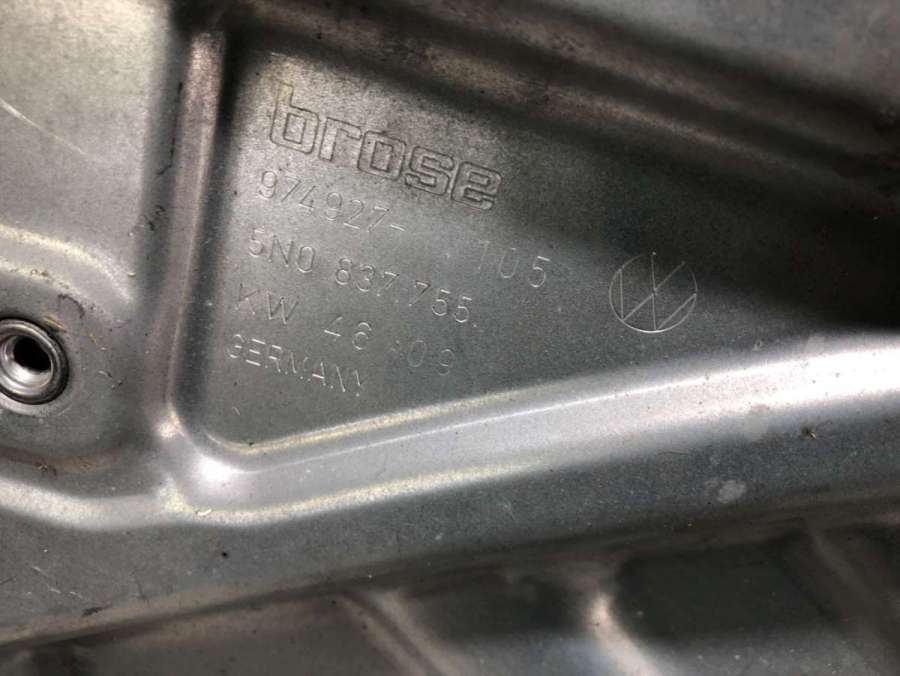 brose
974927- 105
5N0 837.755.
KW 46 09
GERMANY